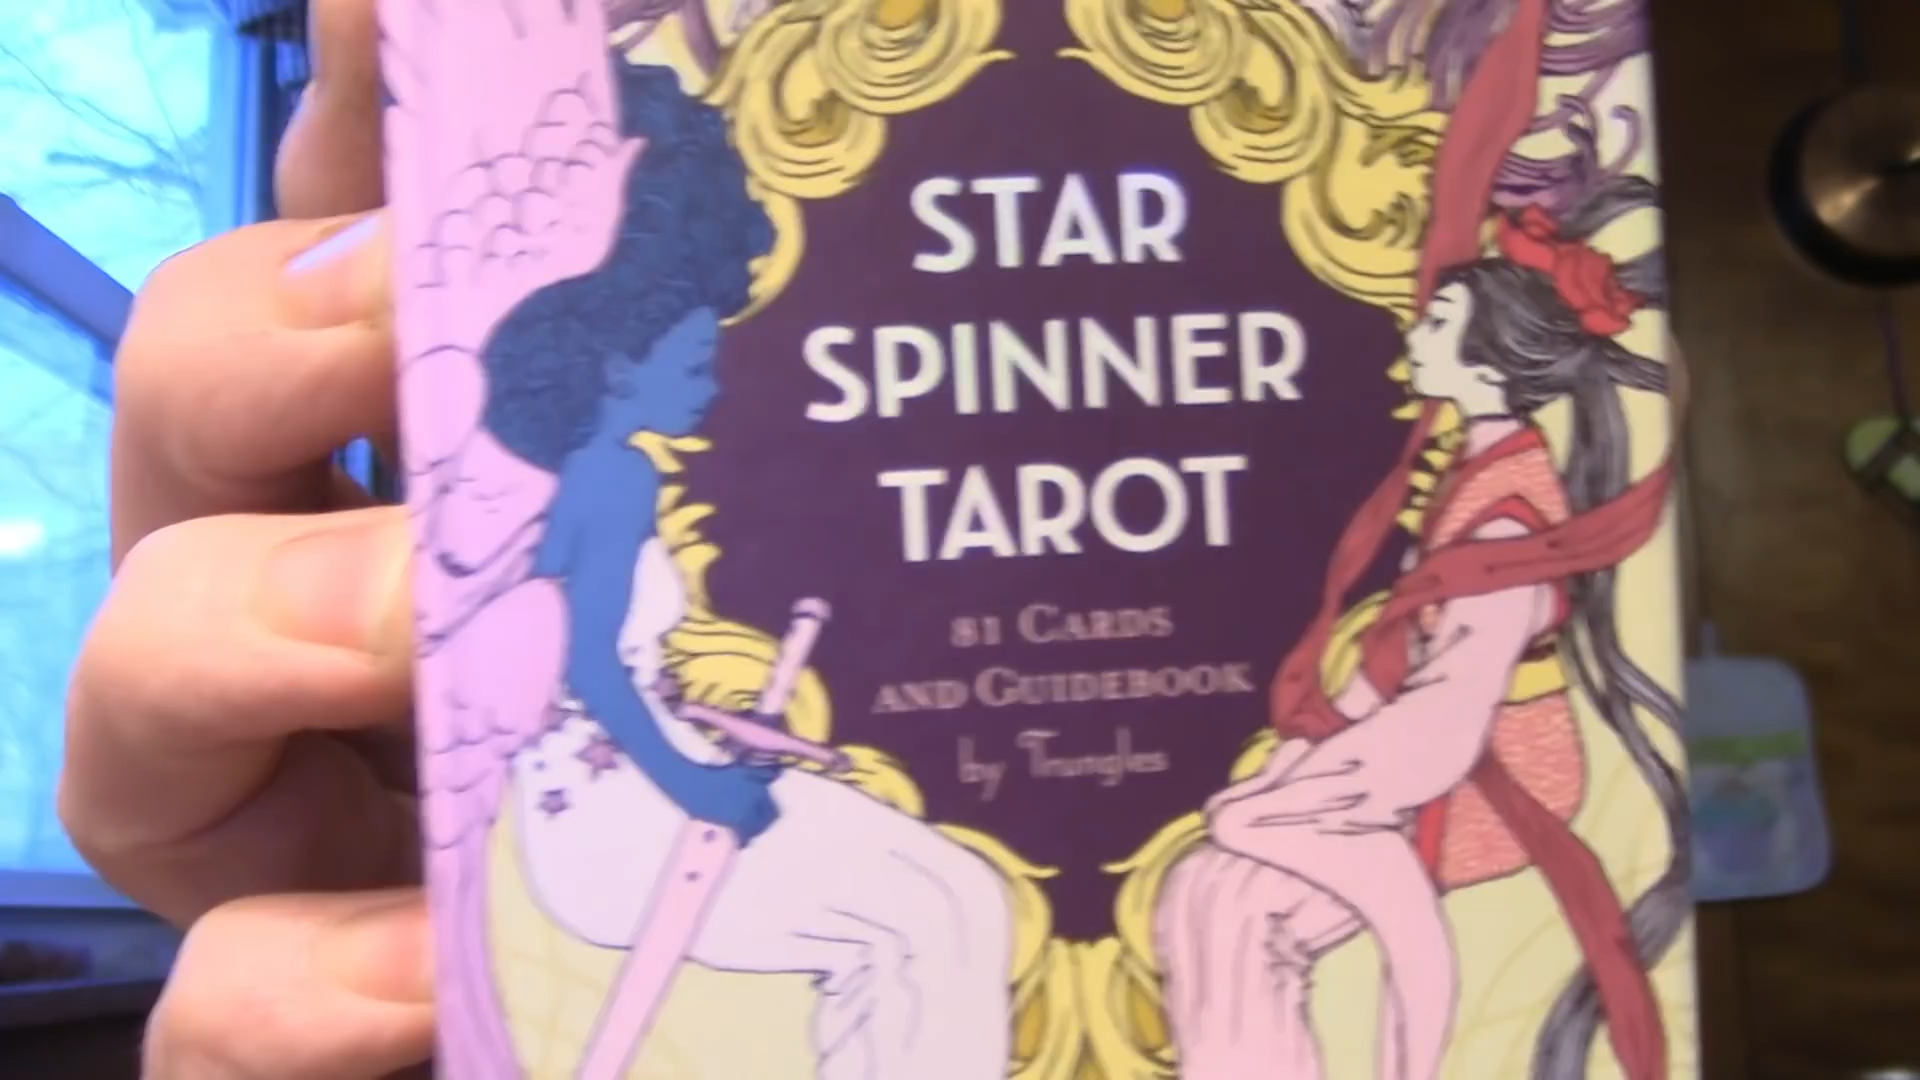 STAR
SPINNER
TAROT
81 CARDS
AND GUIDEBOOK
by Trungles